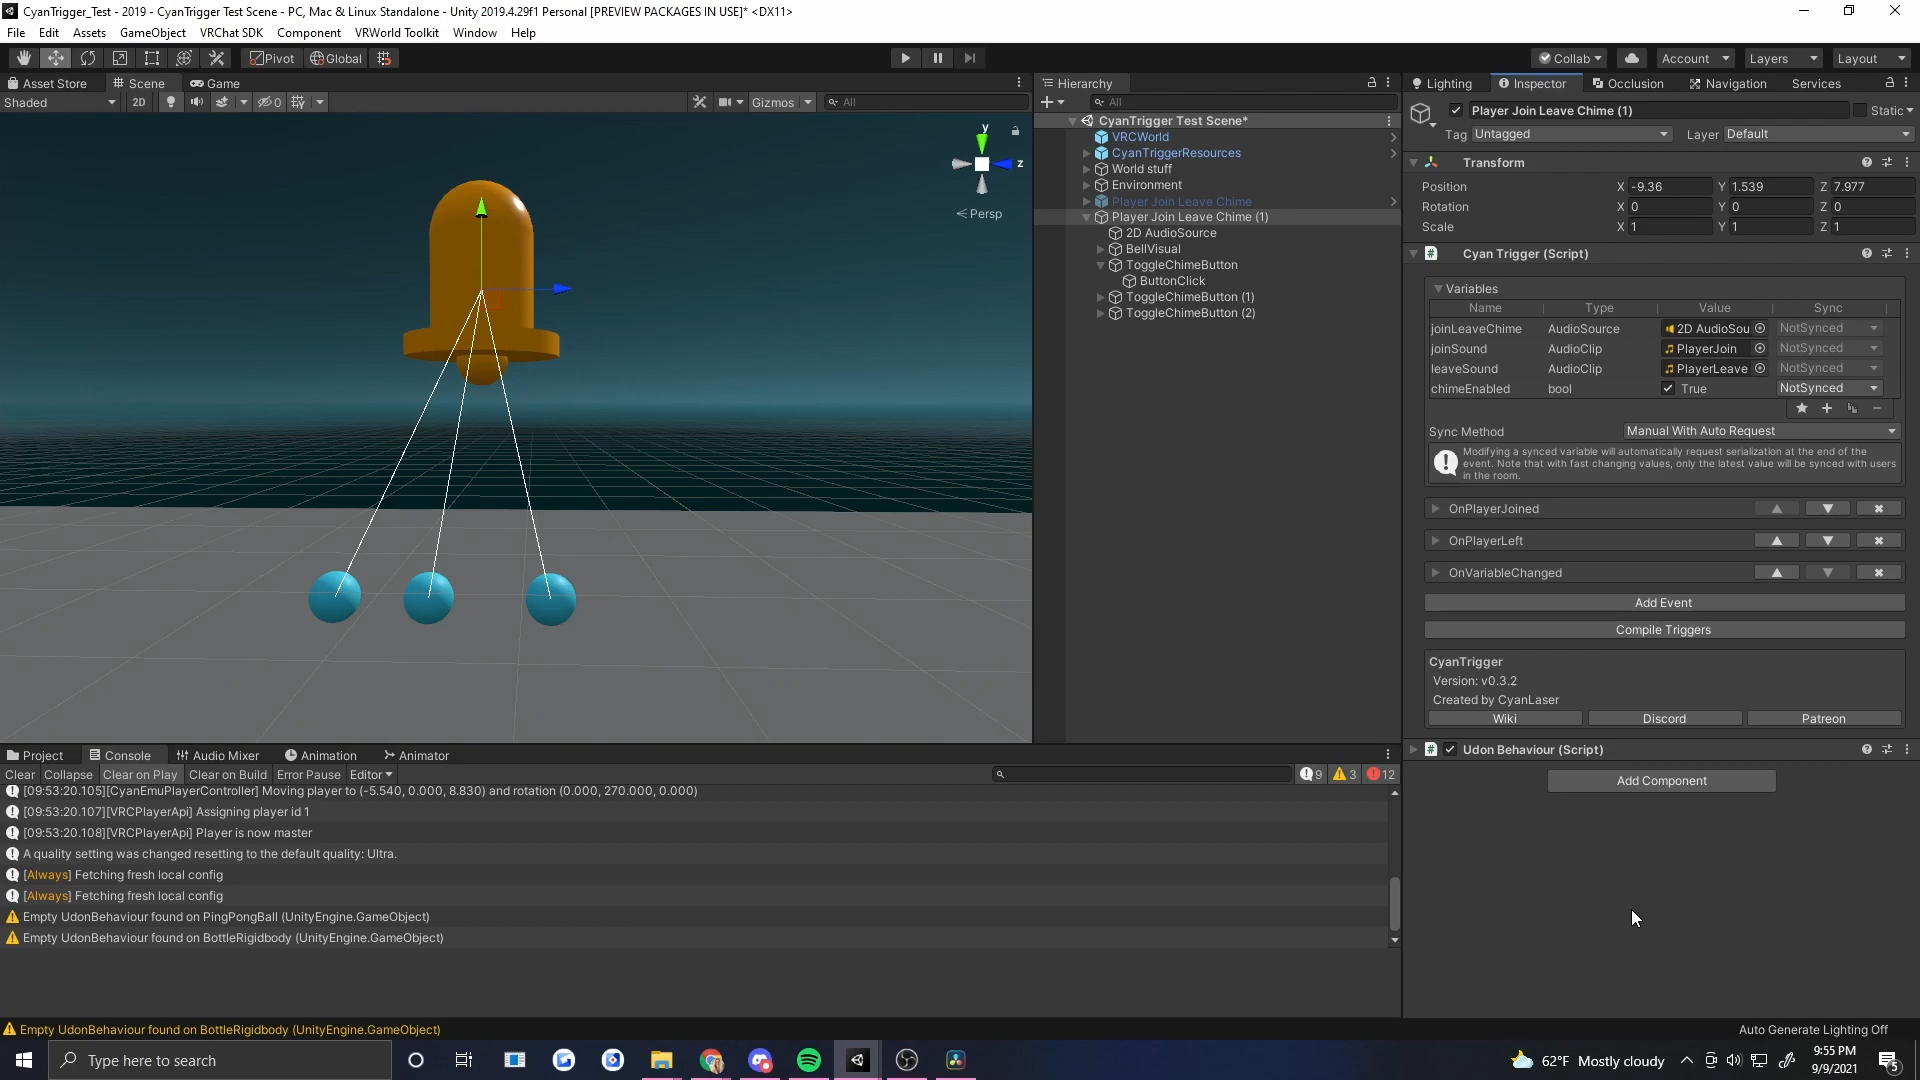 CyanTrigger_Test - 2019 - CyanTrigger Test Scene - PC, Mac & Linux Standalone - Unity 2019.4.29f1 Personal [PREVIEW PACKAGES IN USE]* <DX11>
File Edit Assets GameObject VRChat SDK Component VRWorld Toolkit Window Help
Pivot Global Collab Account Layers Layout
Asset Store Scene Game
Shaded 2D 0 Gizmos All
y
z
Persp
Hierarchy
All
CyanTrigger Test Scene*
VRCWorld
CyanTriggerResources
World stuff
Environment
Player Join Leave Chime
Player Join Leave Chime (1)
2D AudioSource
BellVisual
ToggleChimeButton
ButtonClick
ToggleChimeButton (1)
ToggleChimeButton (2)
Lighting Inspector Occlusion Navigation Services
Player Join Leave Chime (1) Static
Tag Untagged Layer Default
Transform
Position X -9.36 Y 1.539 Z 7.977
Rotation X 0 Y 0 Z 0
Scale X 1 Y 1 Z 1
Cyan Trigger (Script)
Variables
Name Type Value Sync
joinLeaveChime AudioSource 2D AudioSou NotSynced
joinSound AudioClip PlayerJoin NotSynced
leaveSound AudioClip PlayerLeave NotSynced
chimeEnabled bool True NotSynced
Sync Method Manual With Auto Request
Modifying a synced variable will automatically request serialization at the end of the
event. Note that with fast changing values, only the latest value will be synced with users
in the room.
OnPlayerJoined
OnPlayerLeft
OnVariableChanged
Add Event
Compile Triggers
CyanTrigger
Version: v0.3.2
Created by CyanLaser
Wiki Discord Patreon
Udon Behaviour (Script)
Add Component
Project Console Audio Mixer Animation Animator
Clear Collapse Clear on Play Clear on Build Error Pause Editor 9 3 12
[09:53:20.105][CyanEmuPlayerController] Moving player to (-5.540, 0.000, 8.830) and rotation (0.000, 270.000, 0.000)
[09:53:20.107][VRCPlayerApi] Assigning player id 1
[09:53:20.108][VRCPlayerApi] Player is now master
A quality setting was changed resetting to the default quality: Ultra.
[Always] Fetching fresh local config
[Always] Fetching fresh local config
Empty UdonBehaviour found on PingPongBall (UnityEngine.GameObject)
Empty UdonBehaviour found on BottleRigidbody (UnityEngine.GameObject)
Empty UdonBehaviour found on BottleRigidbody (UnityEngine.GameObject)
Auto Generate Lighting Off
Type here to search
62°F Mostly cloudy
9:55 PM
9/9/2021
5